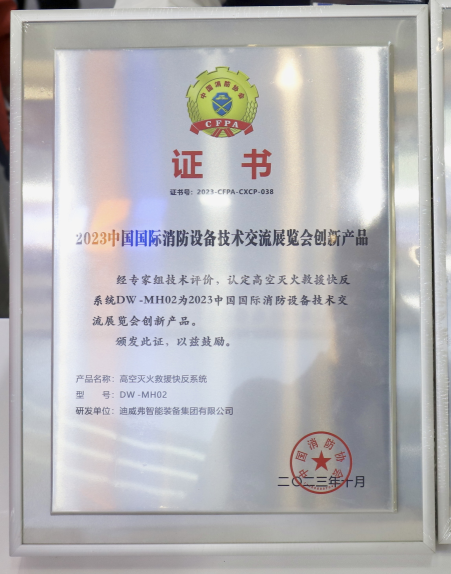 中国消防协会
CFPA
证书
证书号：2023-CFPA-CXCP-038
2023中国国际消防设备技术交流展览会创新产品
经专家组技术评价，认定高空灭火救援快反
系统DW-MH02为2023中国国际消防设备技术交
流展览会创新产品。
颁发此证，以兹鼓励。
产品名称：高空灭火救援快反系统
型 号：DW-MH02
研发单位：迪威弗智能装备集团有限公司
中国消防协会
二〇二三年十月